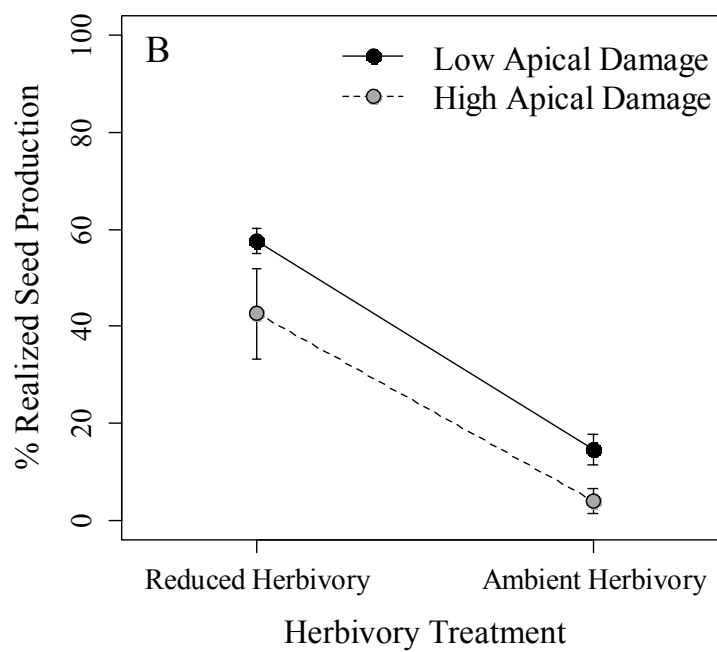 B
Low Apical Damage
High Apical Damage
% Realized Seed Production
100
80
60
40
20
0
Reduced Herbivory
Ambient Herbivory
Herbivory Treatment